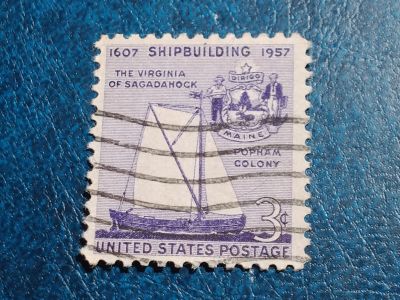 1607 SHIPBUILDING 1957
THE VIRGINIA
OF SAGADAHOCK
DIRIGO
MAINE
POPHAM
COLONY
3¢
UNITED STATES POSTAGE